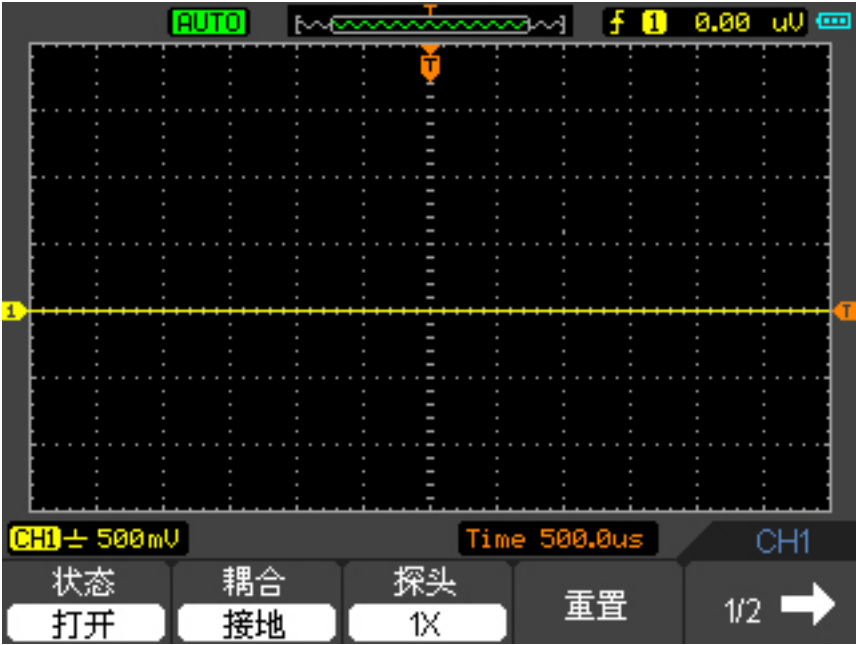 AUTO T 1 0.00 uV
T
1 T
CH1 500mV Time 500.0us CH1
状态 耦合 探头 重置 1/2
打开 接地 1X